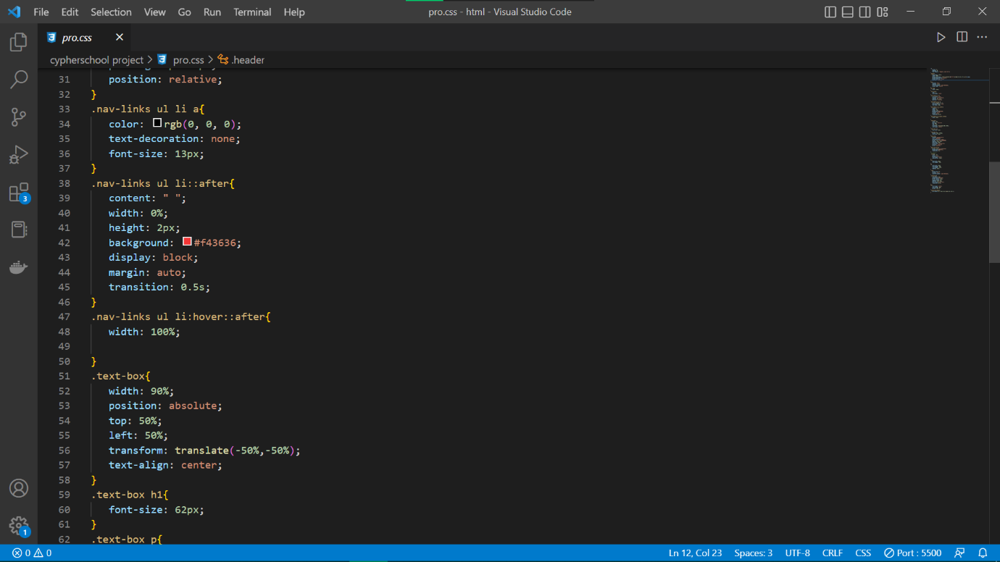 File Edit Selection View Go Run Terminal Help
pro.css - html - Visual Studio Code
pro.css
cypherschool project > pro.css > .header
31 position: relative;
32 }
33 .nav-links ul li a{
34 color: rgb(0, 0, 0);
35 text-decoration: none;
36 font-size: 13px;
37 }
38 .nav-links ul li::after{
39 content: " ";
40 width: 0%;
41 height: 2px;
42 background: #f43636;
43 display: block;
44 margin: auto;
45 transition: 0.5s;
46 }
47 .nav-links ul li:hover::after{
48 width: 100%;
49
50 }
51 .text-box{
52 width: 90%;
53 position: absolute;
54 top: 50%;
55 left: 50%;
56 transform: translate(-50%,-50%);
57 text-align: center;
58 }
59 .text-box h1{
60 font-size: 62px;
61 }
62 .text-box p{
3
1
0 0
Ln 12, Col 23 Spaces: 3 UTF-8 CRLF CSS Port : 5500